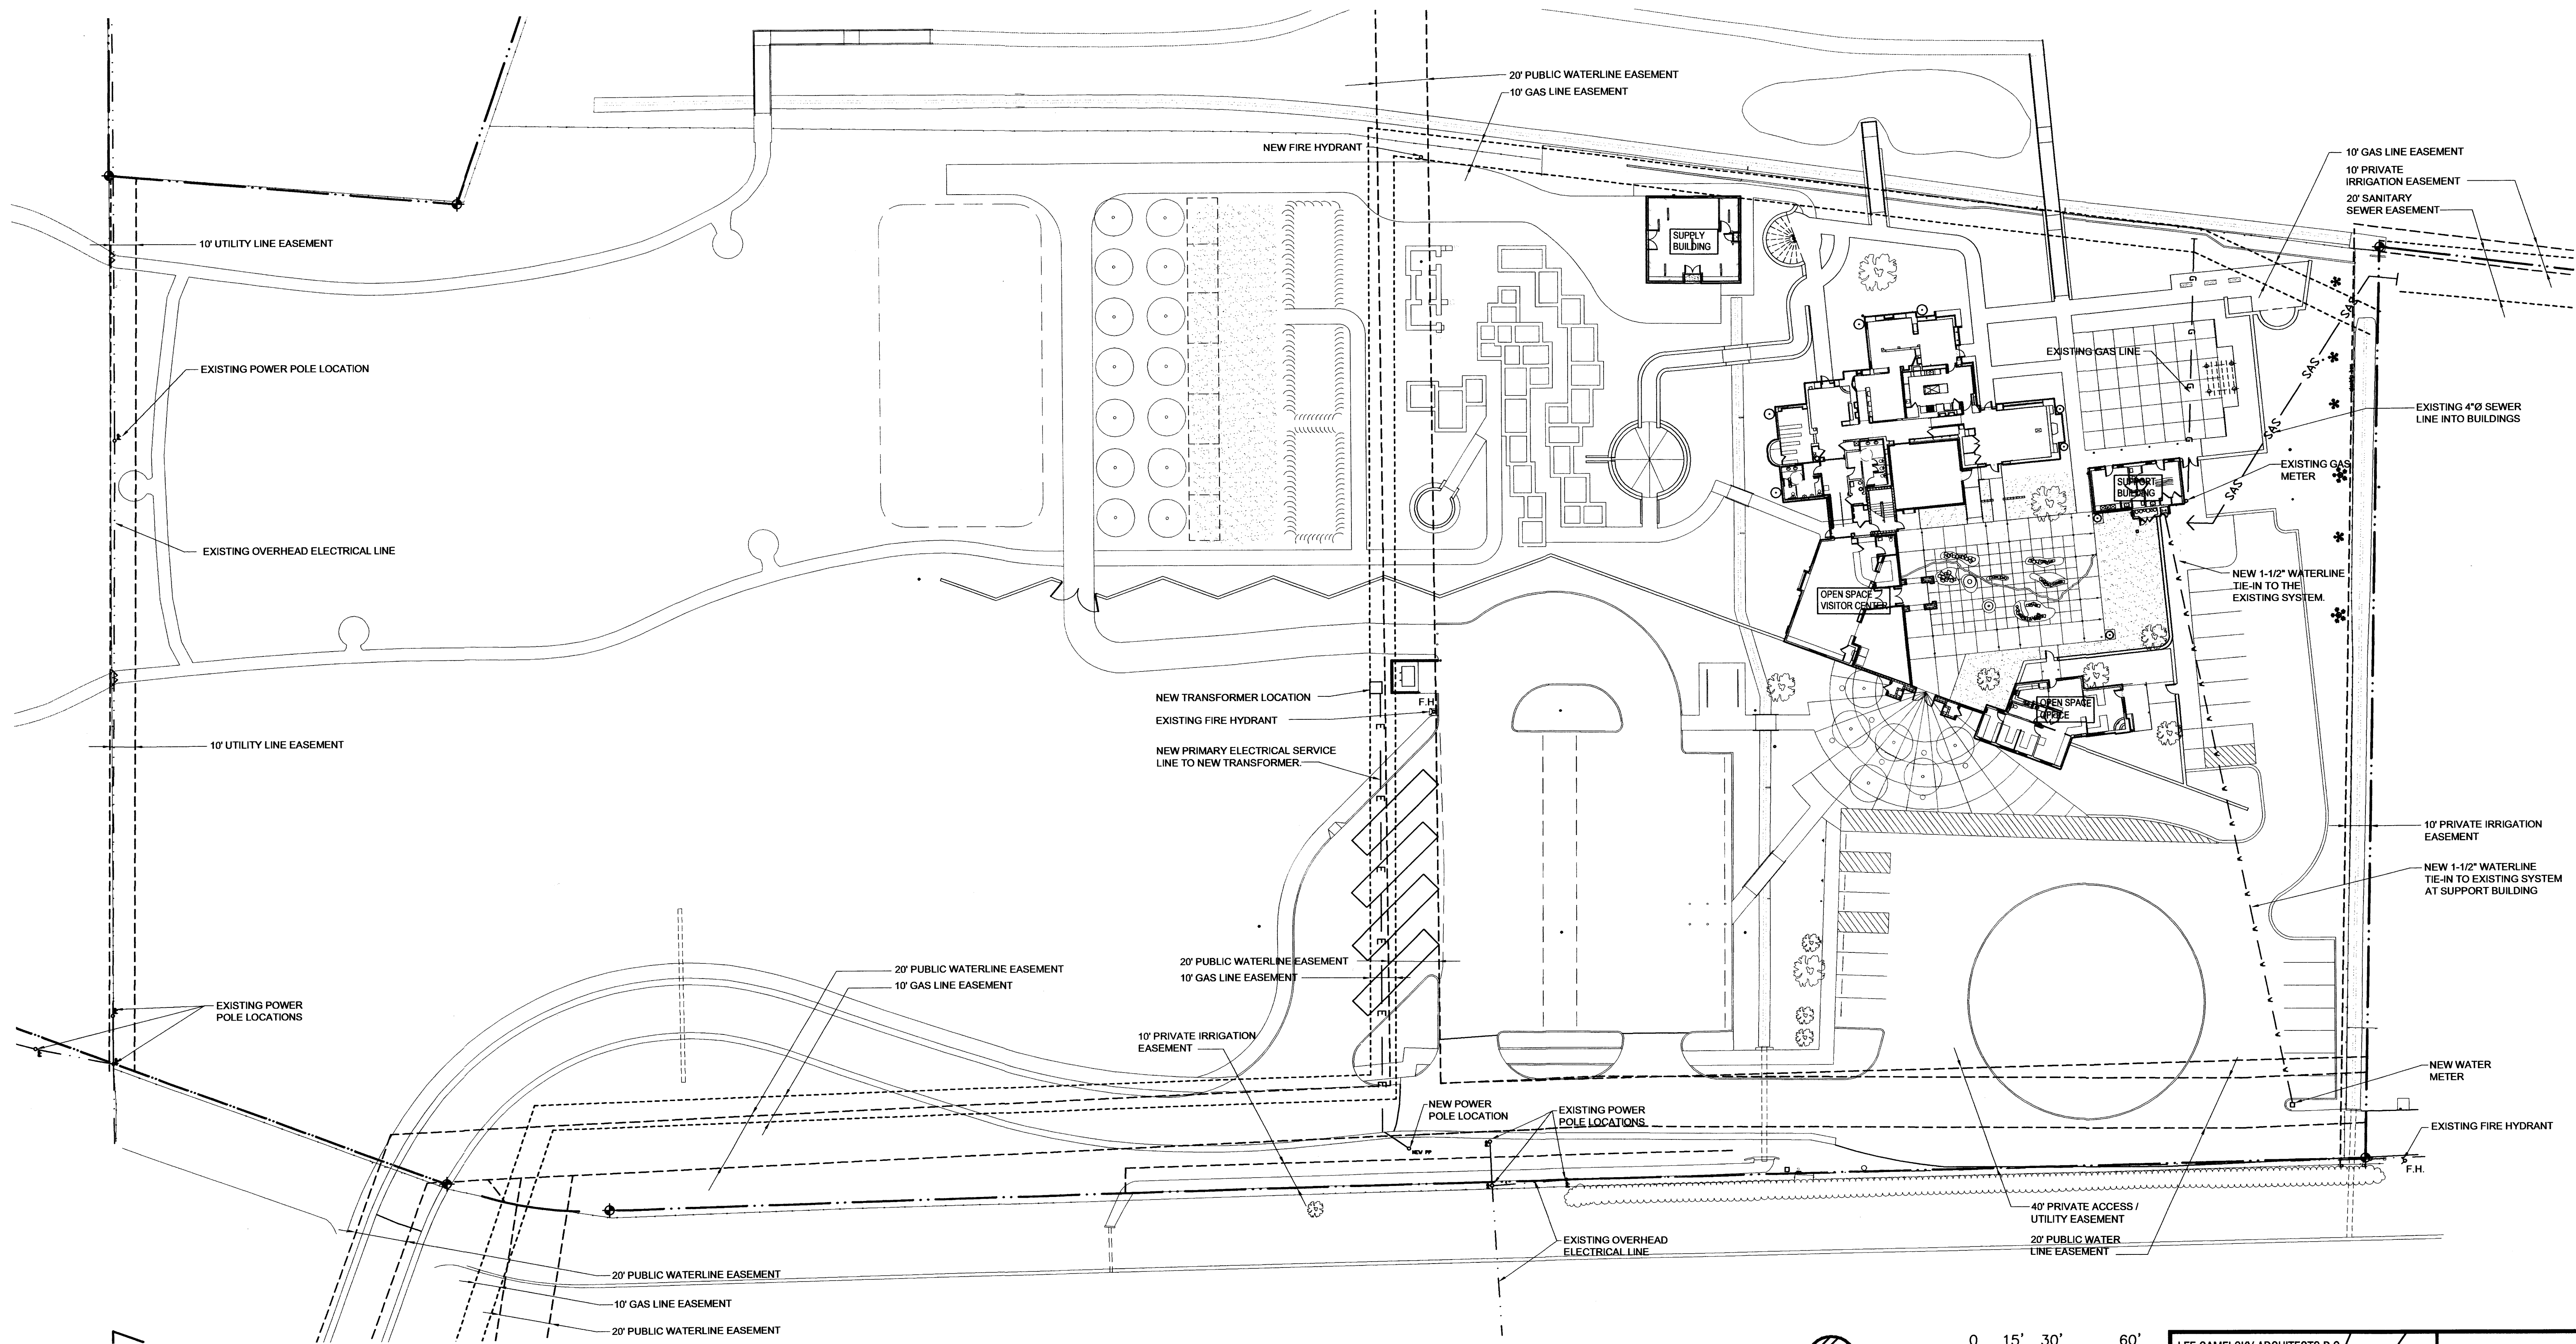 20' PUBLIC WATERLINE EASEMENT
10' GAS LINE EASEMENT
NEW FIRE HYDRANT
10' GAS LINE EASEMENT
10' PRIVATE
IRRIGATION EASEMENT
20' SANITARY
SEWER EASEMENT
10' UTILITY LINE EASEMENT
SUPPLY
BUILDING
G
SAS
EXISTING POWER POLE LOCATION
EXISTING GAS LINE
G
SAS
G
SAS
EXISTING 4"Ø SEWER
LINE INTO BUILDINGS
G
EXISTING GAS
METER
SUPPORT
BUILDING
SAS
EXISTING OVERHEAD ELECTRICAL LINE
NEW 1-1/2" WATERLINE
TIE-IN TO THE
EXISTING SYSTEM.
OPEN SPACE
VISITOR CENTER
NEW TRANSFORMER LOCATION
F.H.
OPEN SPACE
OFFICE
EXISTING FIRE HYDRANT
E
10' UTILITY LINE EASEMENT
NEW PRIMARY ELECTRICAL SERVICE
LINE TO NEW TRANSFORMER.
E
10' PRIVATE IRRIGATION
EASEMENT
E
NEW 1-1/2" WATERLINE
TIE-IN TO EXISTING SYSTEM
AT SUPPORT BUILDING
E
20' PUBLIC WATERLINE EASEMENT
10' GAS LINE EASEMENT
20' PUBLIC WATERLINE EASEMENT
10' GAS LINE EASEMENT
EXISTING POWER
POLE LOCATIONS
E
10' PRIVATE IRRIGATION
EASEMENT
E
NEW WATER
METER
NEW POWER
POLE LOCATION
EXISTING POWER
POLE LOCATIONS
NEW PP
EXISTING FIRE HYDRANT
F.H.
40' PRIVATE ACCESS /
UTILITY EASEMENT
EXISTING OVERHEAD
ELECTRICAL LINE
20' PUBLIC WATER
LINE EASEMENT
20' PUBLIC WATERLINE EASEMENT
10' GAS LINE EASEMENT
20' PUBLIC WATERLINE EASEMENT
0 15' 30' 60'